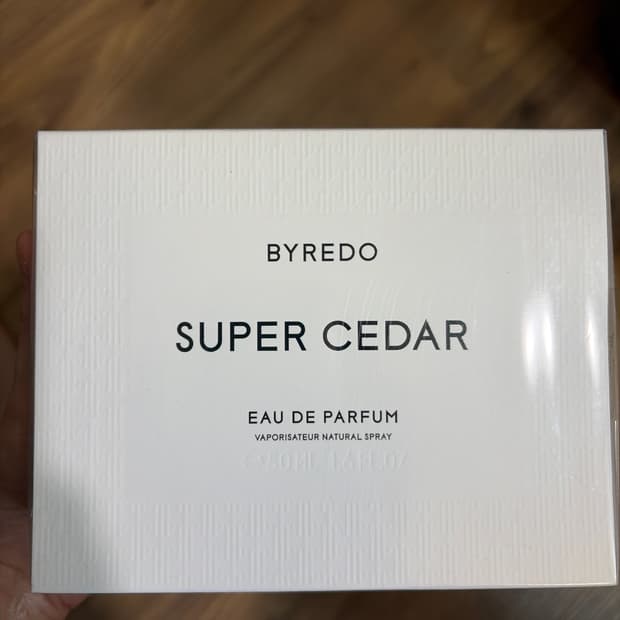 BYREDO
SUPER CEDAR
EAU DE PARFUM
VAPORISATEUR NATURAL SPRAY